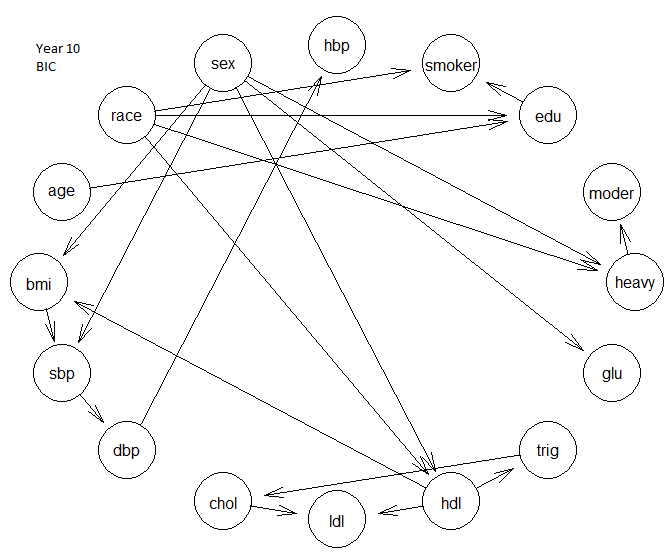 Year 10
BIC
sex
hbp
smoker
race
edu
age
moder
bmi
heavy
sbp
glu
dbp
trig
chol
ldl
hdl